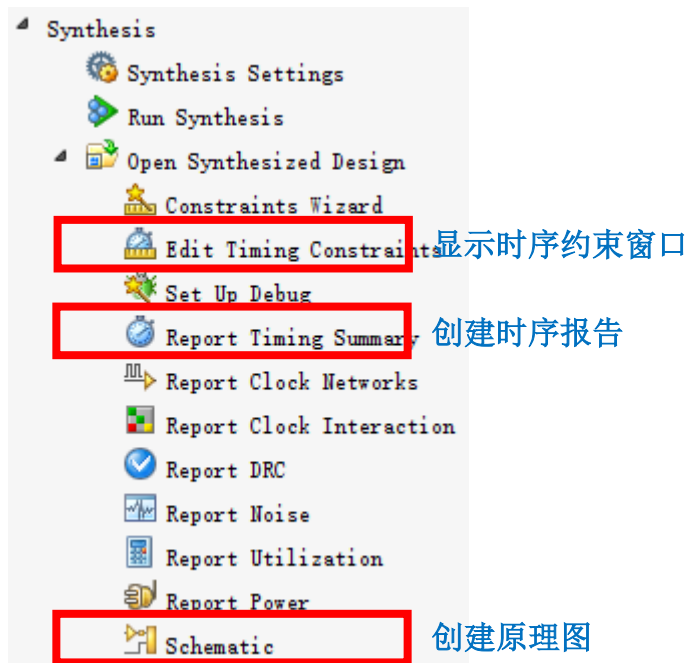 Synthesis
Synthesis Settings
Run Synthesis
Open Synthesized Design
Constraints Wizard
Edit Timing Constraints 显示时序约束窗口
Set Up Debug
Report Timing Summary 创建时序报告
Report Clock Networks
Report Clock Interaction
Report DRC
Report Noise
Report Utilization
Report Power
Schematic 创建原理图